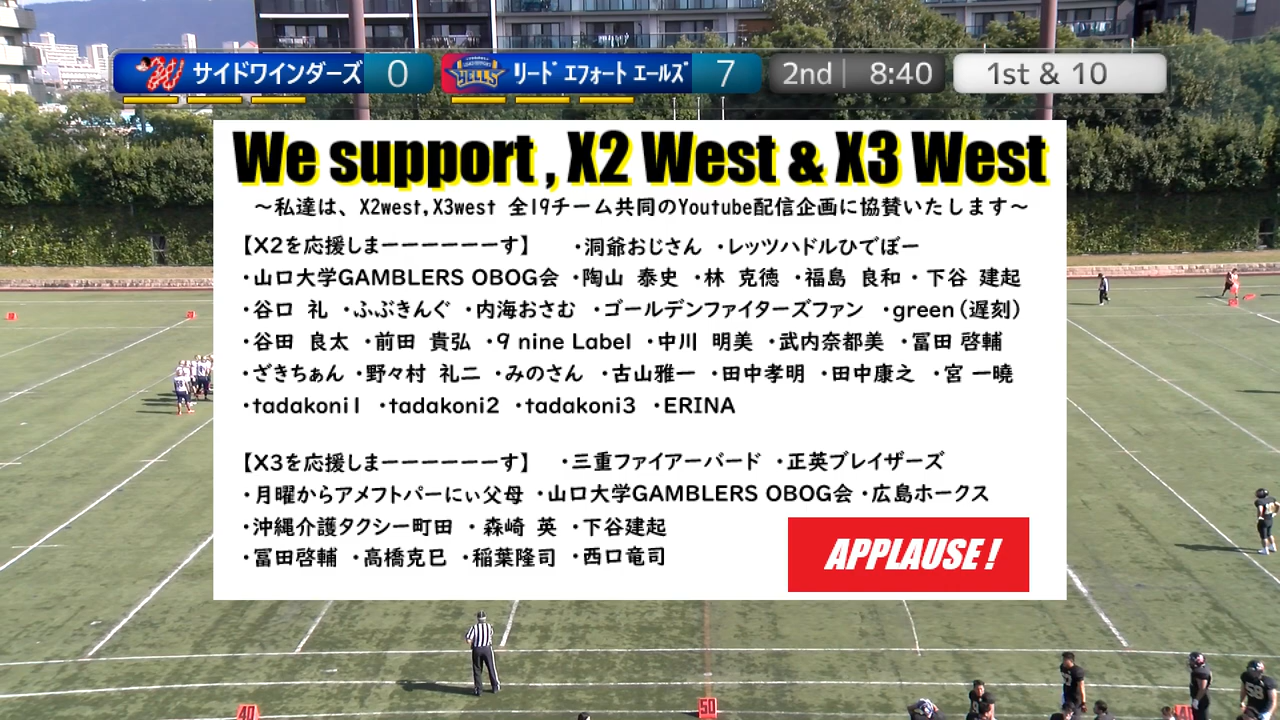 サイドワインダーズ 0 HELLS リード エフォート エールズ 7 2nd 8:40 1st & 10
We support , X2 West & X3 West
～私達は、X2west,X3west 全19チーム共同のYoutube配信企画に協賛いたします～
【X2を応援しまーーーーーーす】 ・洞爺おじさん ・レッツハドルひでぼー
・山口大学GAMBLERS OBOG会 ・陶山 泰史 ・林 克徳 ・福島 良和 ・下谷 建起
・谷口 礼 ・ふぶきんぐ ・内海おさむ ・ゴールデンファイターズファン ・green（遅刻）
・谷田 良太 ・前田 貴弘 ・9 nine Label ・中川 明美 ・武内奈都美 ・冨田 啓輔
・ざきちぁん ・野々村 礼二 ・みのさん ・古山雅一 ・田中孝明 ・田中康之 ・宮 一曉
・tadakoni1 ・tadakoni2 ・tadakoni3 ・ERINA
【X3を応援しまーーーーーーす】 ・三重ファイアーバード ・正英ブレイザーズ
・月曜からアメフトパーにぃ父母 ・山口大学GAMBLERS OBOG会 ・広島ホークス
・沖縄介護タクシー町田 ・ 森崎 英 ・下谷建起
・冨田啓輔 ・高橋克巳 ・稲葉隆司 ・西口竜司
APPLAUSE !
40 50